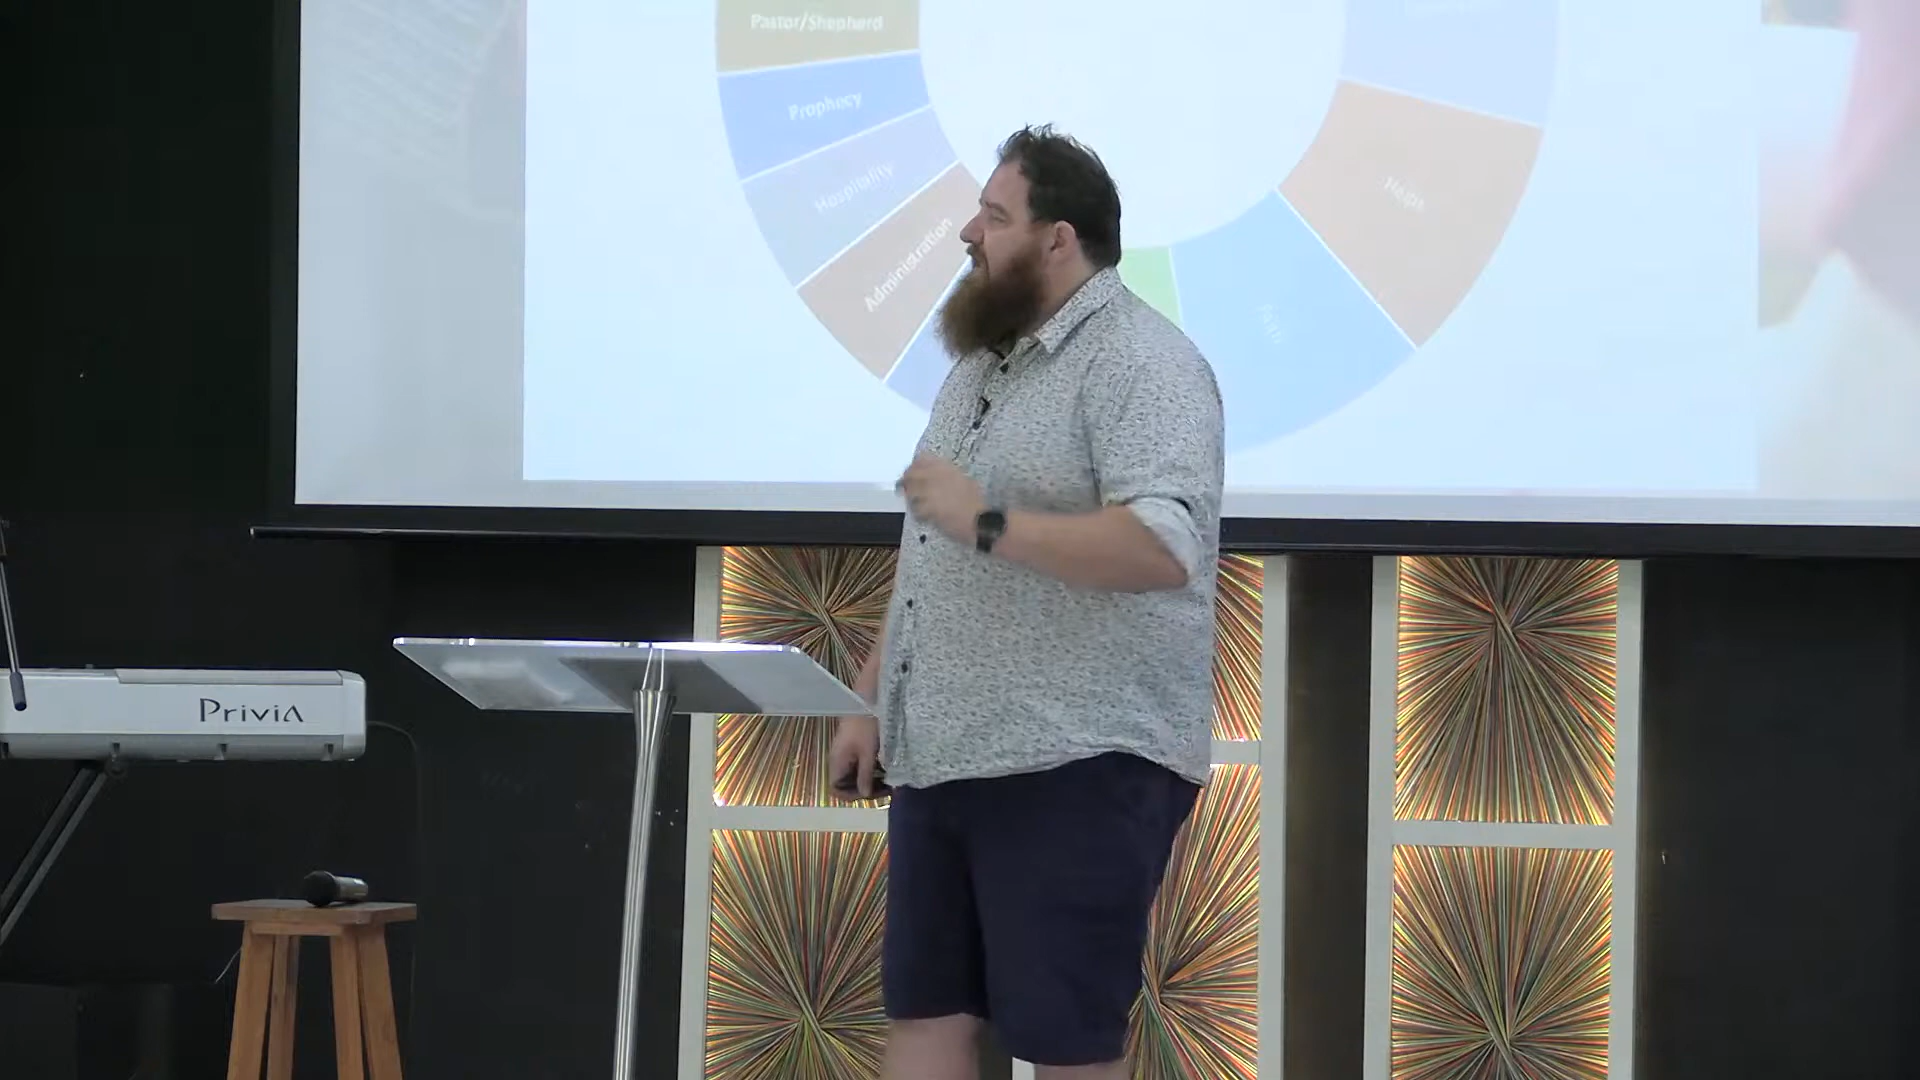 Pastor/Shepherd
Prophecy
Hospitality
Administration
Helps
Faith
Privia